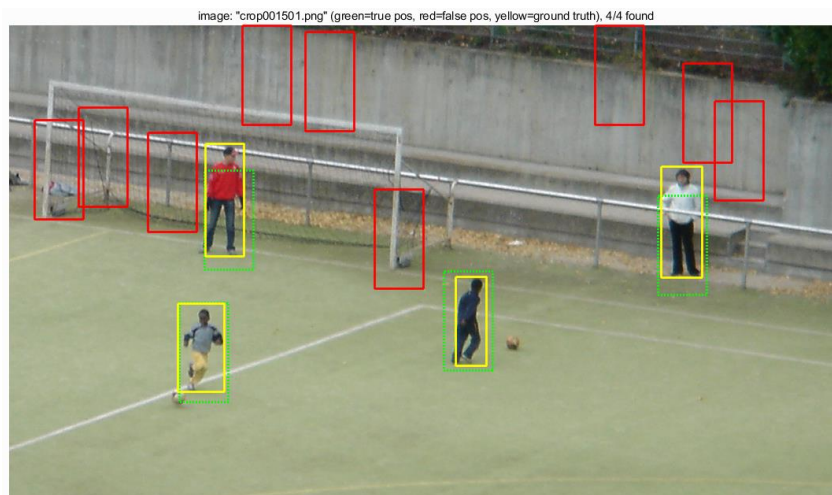 image: "crop001501.png" (green=true pos, red=false pos, yellow=ground truth), 4/4 found